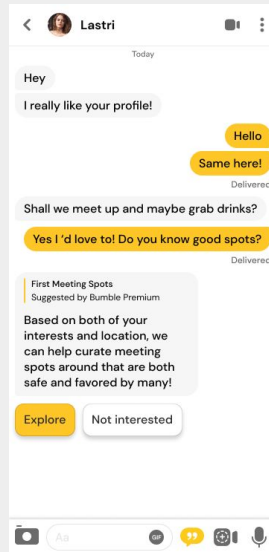 Lastri
Today
Hey
I really like your profile!
Hello
Same here!
Delivered
Shall we meet up and maybe grab drinks?
Yes I ‘d love to! Do you know good spots?
Delivered
First Meeting Spots
Suggested by Bumble Premium
Based on both of your
interests and location, we
can help curate meeting
spots around that are both
safe and favored by many!
Explore
Not interested
Aa
GIF